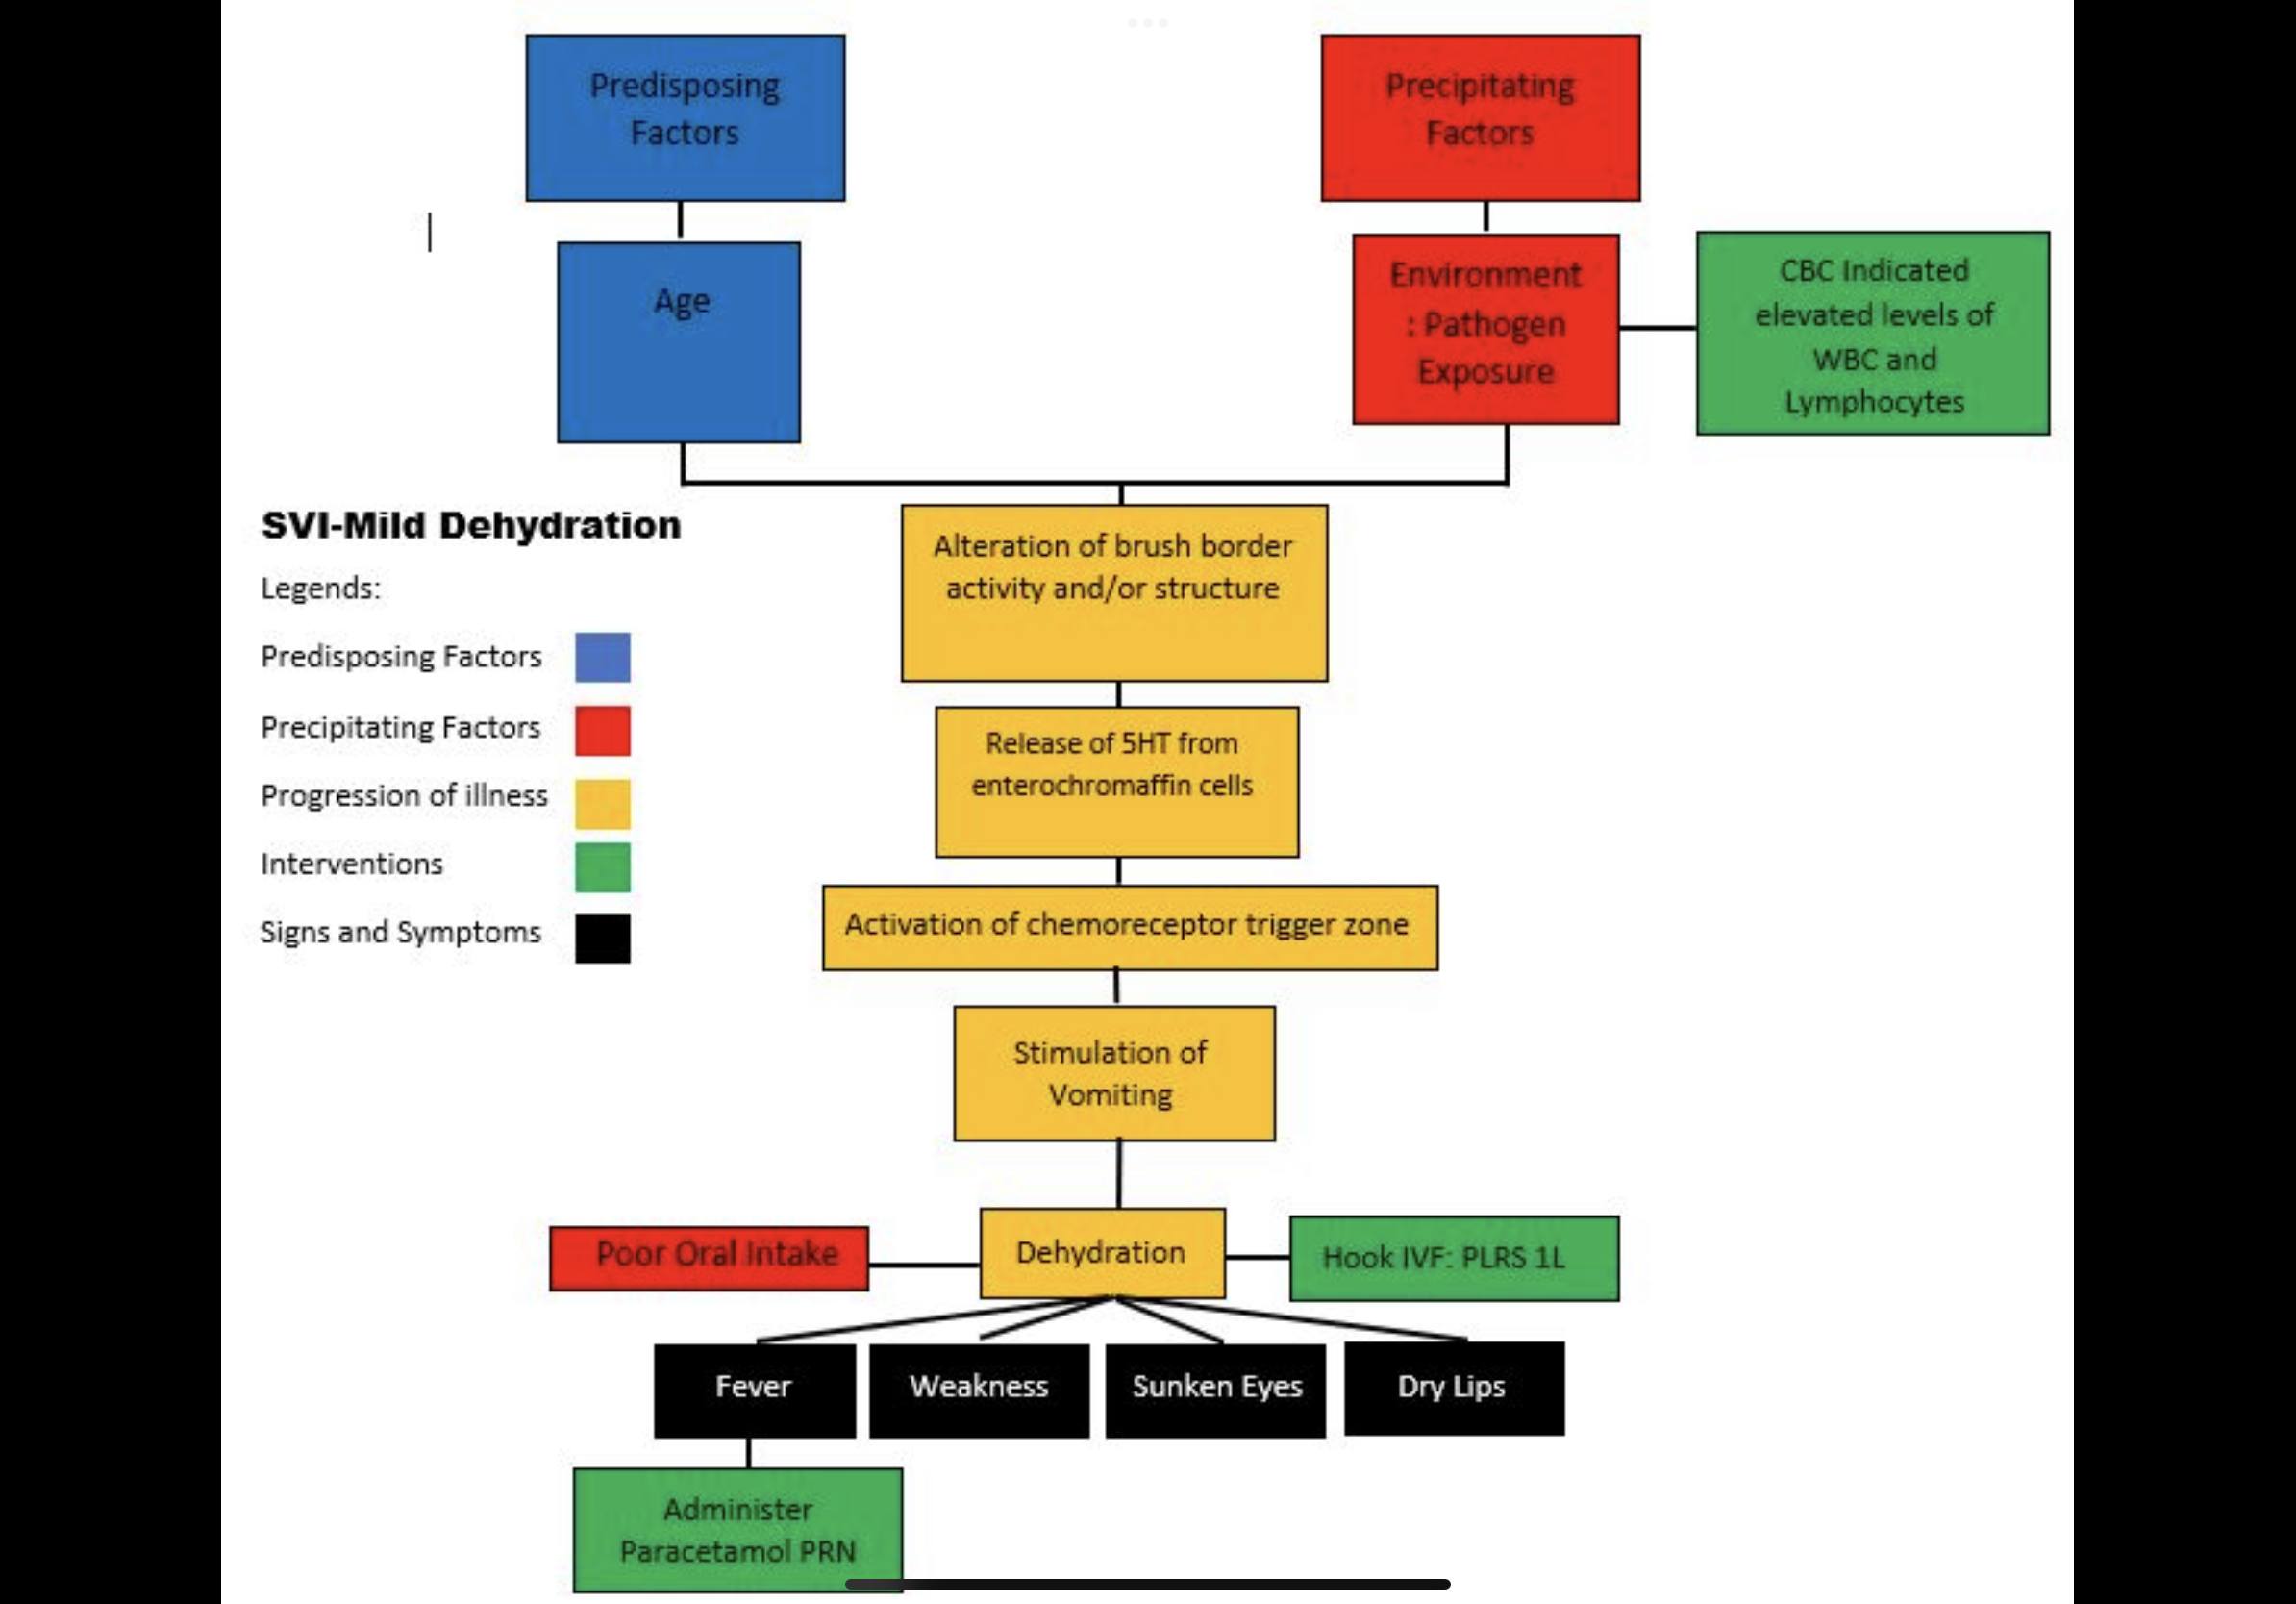 Predisposing
Factors
Precipitating
Factors
Age
Environment
: Pathogen
Exposure
CBC Indicated
elevated levels of
WBC and
Lymphocytes
SVI-Mild Dehydration
Legends:
Predisposing Factors
Precipitating Factors
Progression of illness
Interventions
Signs and Symptoms
Alteration of brush border
activity and/or structure
Release of 5HT from
enterochromaffin cells
Activation of chemoreceptor trigger zone
Stimulation of
Vomiting
Poor Oral Intake
Dehydration
Hook IVF: PLRS 1L
Fever
Weakness
Sunken Eyes
Dry Lips
Administer
Paracetamol PRN